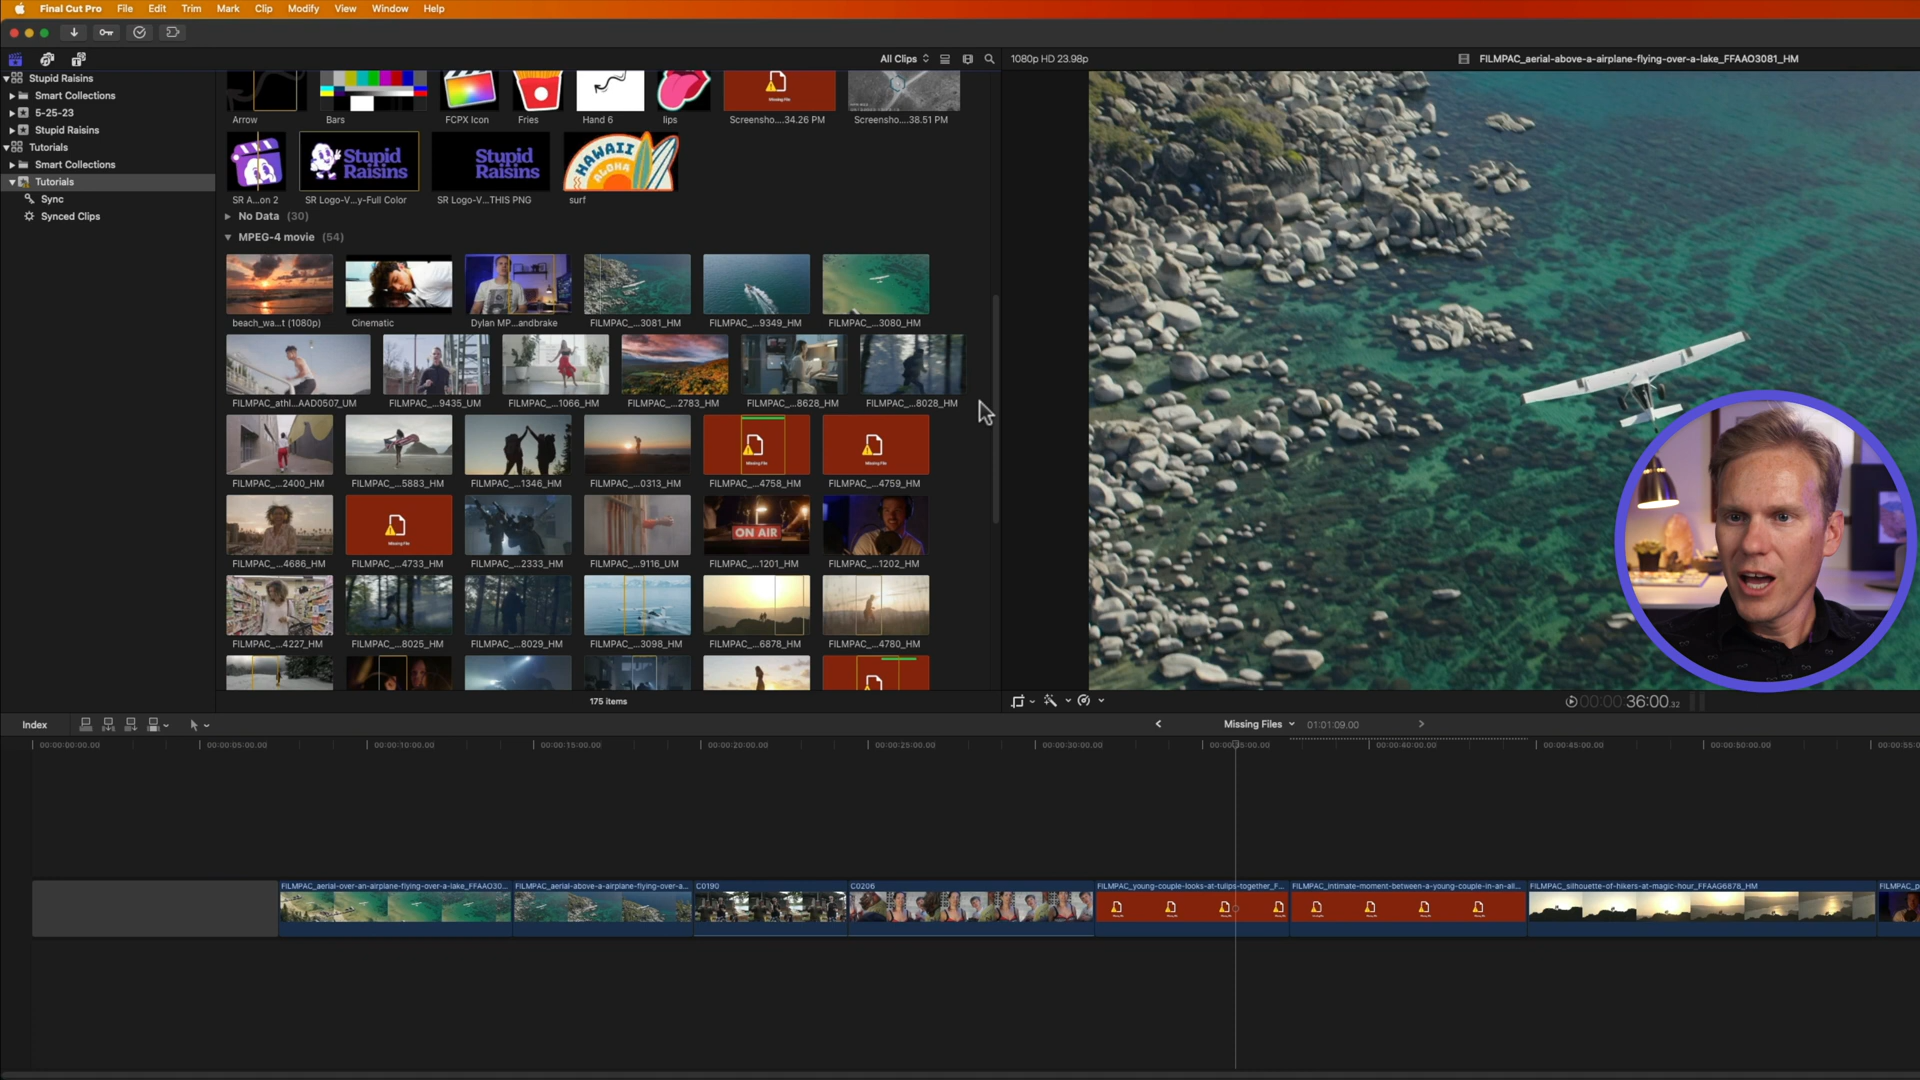 Final Cut Pro File Edit Trim Mark Clip Modify View Window Help
All Clips
1080p HD 23.98p
FILMPAC_aerial-above-a-airplane-flying-over-a-lake_FFAAO3081_HM
Stupid Raisins
Smart Collections
5-25-23
Stupid Raisins
Tutorials
Smart Collections
Tutorials
Sync
Synced Clips
Missing File
Arrow Bars FCPX Icon Fries Hand 6 lips Screensho....34.26 PM Screensho....38.51 PM
Stupid Raisins
Stupid Raisins
HAWAII ALOHA
SR A...on 2 SR Logo-V...y-Full Color SR Logo-V...THIS PNG surf
No Data (30)
MPEG-4 movie (54)
beach_wa...t (1080p) Cinematic Dylan MP...andbrake FILMPAC_...3081_HM FILMPAC_...9349_HM FILMPAC_...3080_HM
FILMPAC_athl...AAD0507_UM FILMPAC_...9435_UM FILMPAC_...1066_HM FILMPAC_...2783_HM FILMPAC_...8628_HM FILMPAC_...8028_HM
Missing File Missing File
FILMPAC_...2400_HM FILMPAC_...5883_HM FILMPAC_...1346_HM FILMPAC_...0313_HM FILMPAC_...4758_HM FILMPAC_...4759_HM
Missing File ON AIR
FILMPAC_...4686_HM FILMPAC_...4733_HM FILMPAC_...2333_HM FILMPAC_...9116_UM FILMPAC_...1201_HM FILMPAC_...1202_HM
FILMPAC_...4227_HM FILMPAC_...8025_HM FILMPAC_...8029_HM FILMPAC_...3098_HM FILMPAC_...6878_HM FILMPAC_...4780_HM
175 items
00:00:36:00.32
Index
Missing Files 01:01:09.00
00:00:00:00.00 00:00:05:00.00 00:00:10:00.00 00:00:15:00.00 00:00:20:00.00 00:00:25:00.00 00:00:30:00.00 00:00:35:00.00 00:00:40:00.00 00:00:45:00.00 00:00:50:00.00 00:00:55:0
FILMPAC_aerial-over-an-airplane-flying-over-a-lake_FFAAO30... FILMPAC_aerial-above-a-airplane-flying-over-a... C0190 C0206 FILMPAC_young-couple-looks-at-tulips-together_F... FILMPAC_intimate-moment-between-a-young-couple-in-an-all... FILMPAC_silhouette-of-hikers-at-magic-hour_FFAAG6878_HM FILMPAC_p